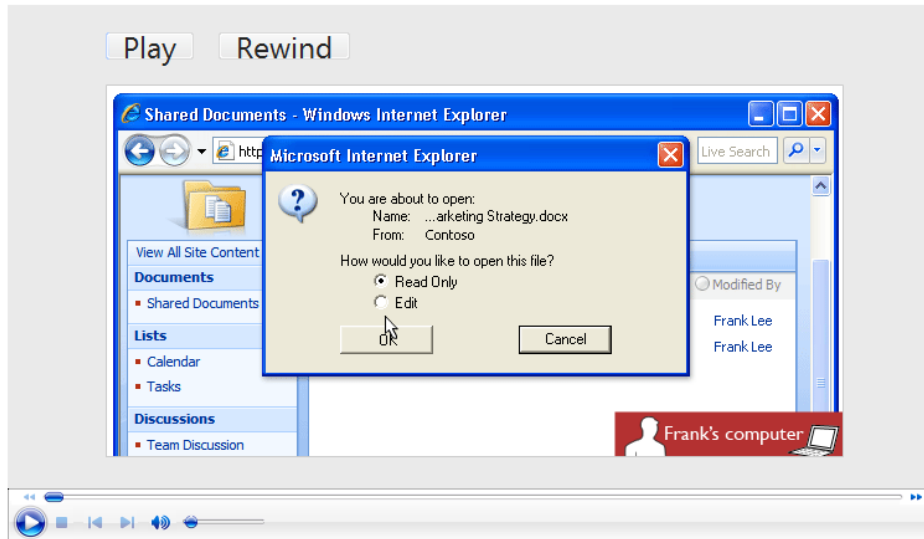 Play Rewind
Shared Documents - Windows Internet Explorer
http
Live Search
Microsoft Internet Explorer
You are about to open:
Name: ...arketing Strategy.docx
From: Contoso
How would you like to open this file?
Read Only
Edit
OK Cancel
View All Site Content
Documents
Shared Documents
Lists
Calendar
Tasks
Discussions
Team Discussion
Modified By
Frank Lee
Frank Lee
Frank's computer